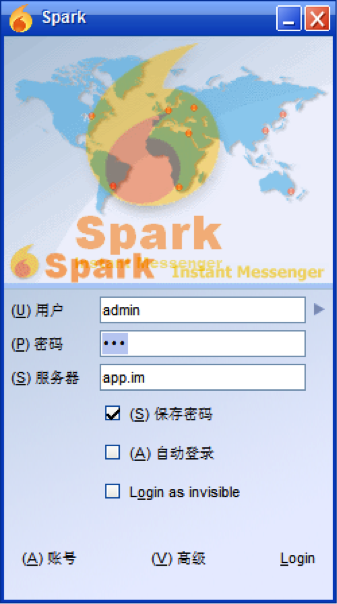 Spark
Spark
Instant Messenger
Spark Instant Messenger
(U) 用户 admin
(P) 密码 •••
(S) 服务器 app.im
(S) 保存密码
(A) 自动登录
Login as invisible
(A) 账号 (V) 高级 Login